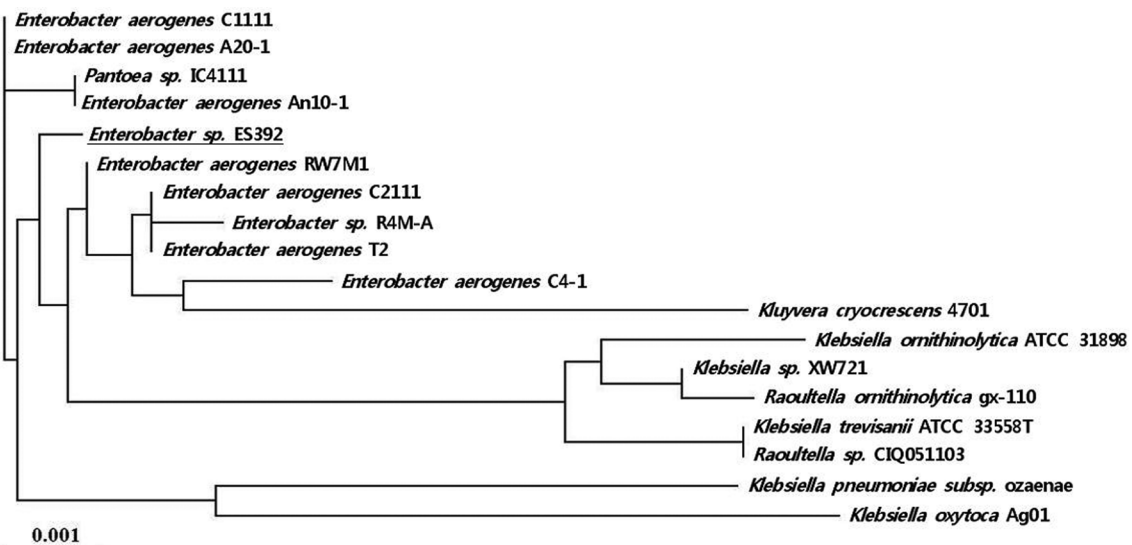 Enterobacter aerogenes C1111
Enterobacter aerogenes A20-1
Pantoea sp. IC4111
Enterobacter aerogenes An10-1
Enterobacter sp. ES392
Enterobacter aerogenes RW7M1
Enterobacter aerogenes C2111
Enterobacter sp. R4M-A
Enterobacter aerogenes T2
Enterobacter aerogenes C4-1
Kluyvera cryocrescens 4701
Klebsiella ornithinolytica ATCC 31898
Klebsiella sp. XW721
Raoultella ornithinolytica gx-110
Klebsiella trevisanii ATCC 33558T
Raoultella sp. CIQ051103
Klebsiella pneumoniae subsp. ozaenae
Klebsiella oxytoca Ag01
0.001